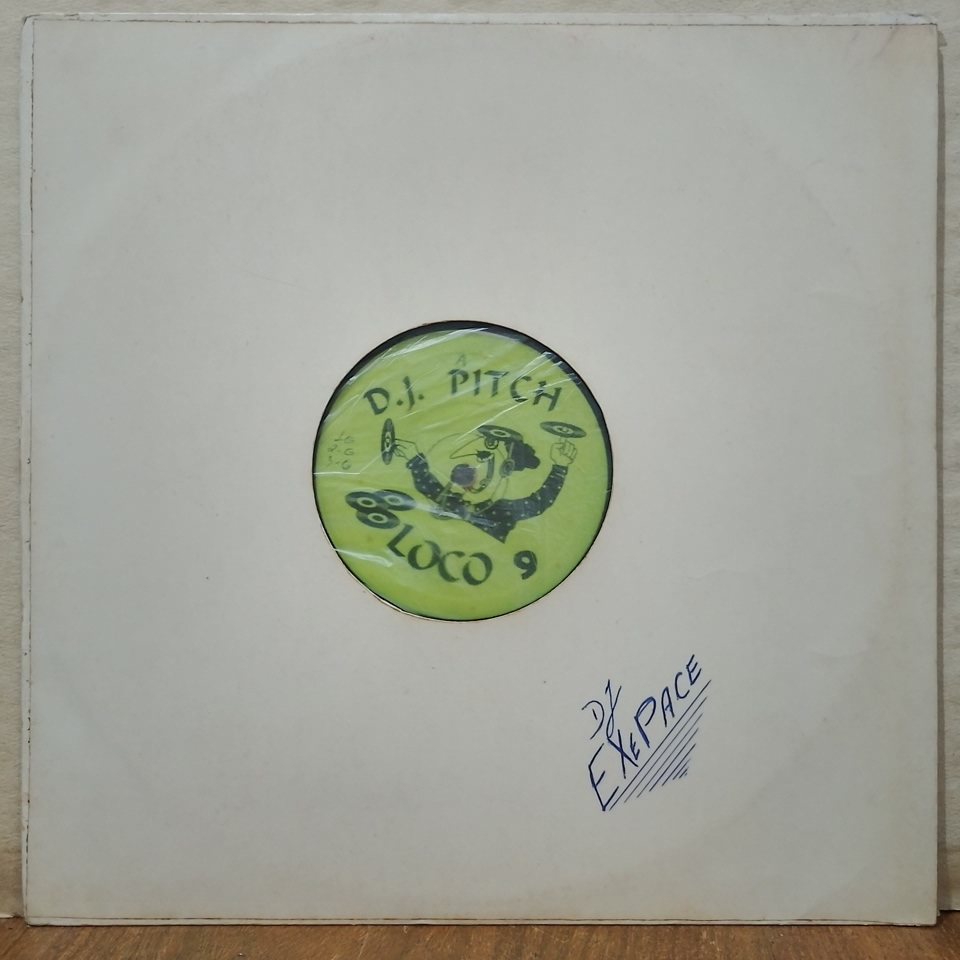 A
D.J. PITCH
LOCO 9
DJ
EXePACE